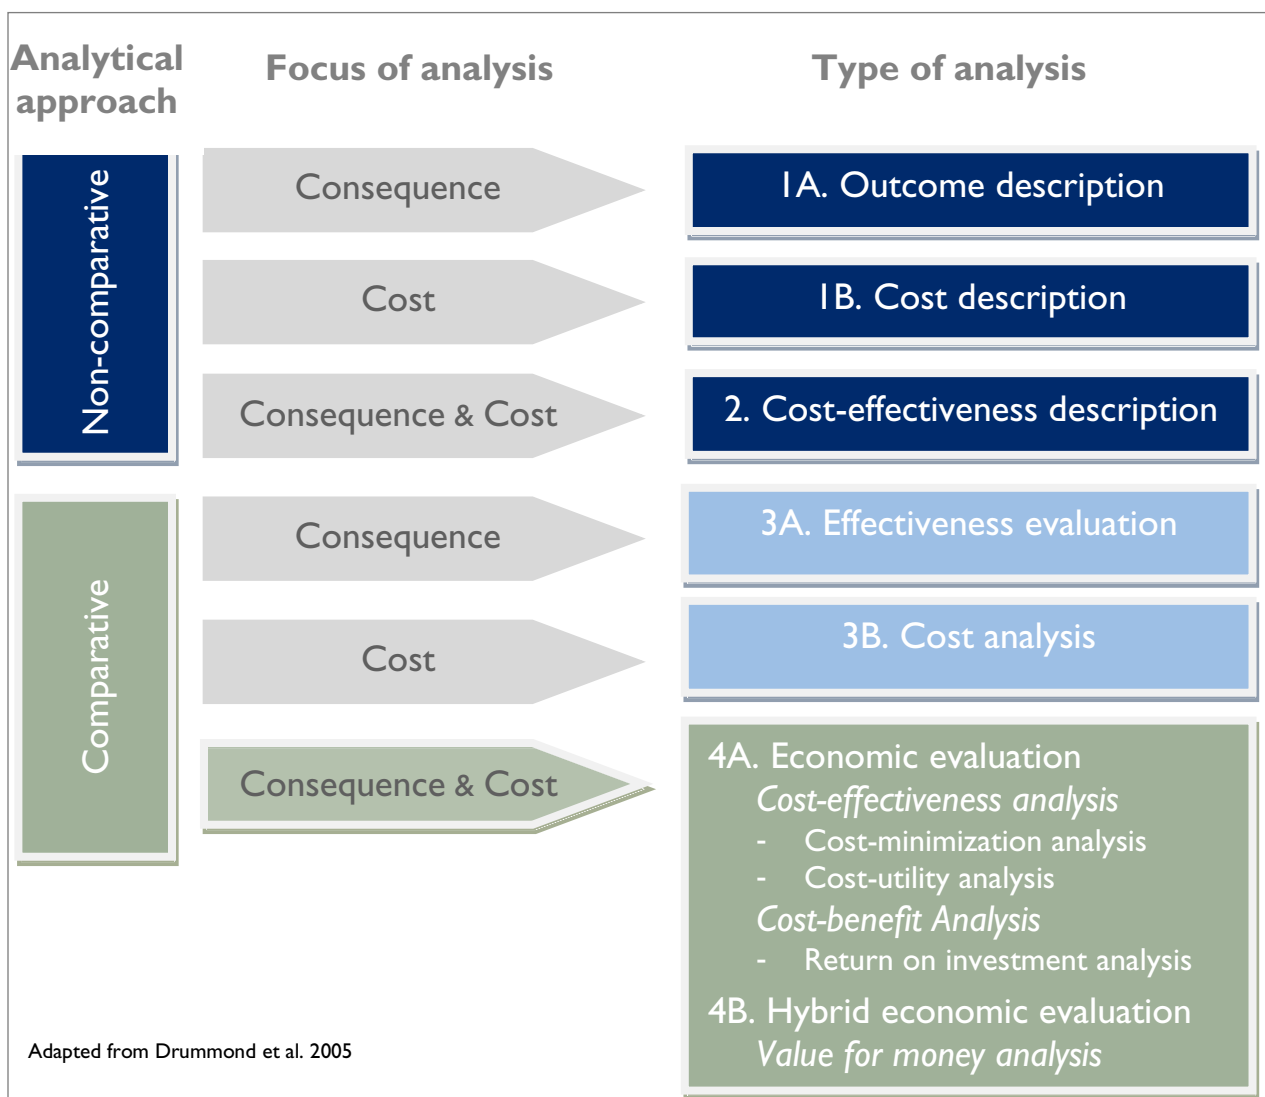 Analytical
approach
Focus of analysis
Type of analysis
Non-comparative
Consequence
1A. Outcome description
Cost
1B. Cost description
Consequence & Cost
2. Cost-effectiveness description
Comparative
Consequence
3A. Effectiveness evaluation
Cost
3B. Cost analysis
Consequence & Cost
4A. Economic evaluation
Cost-effectiveness analysis
- Cost-minimization analysis
- Cost-utility analysis
Cost-benefit Analysis
- Return on investment analysis
4B. Hybrid economic evaluation
Value for money analysis
Adapted from Drummond et al. 2005